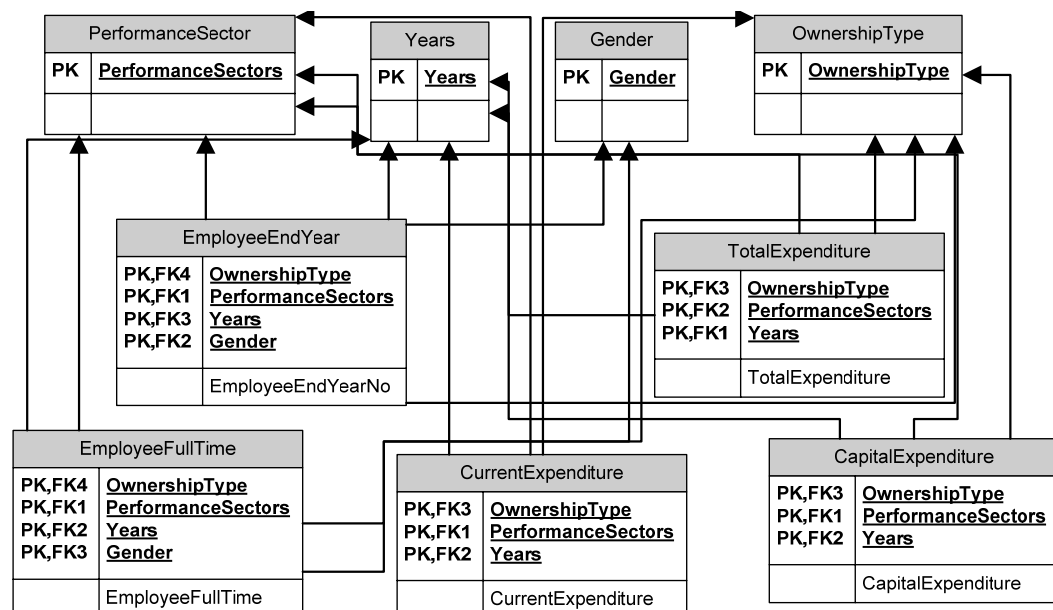 PerformanceSector
PK PerformanceSectors
Years
PK Years
Gender
PK Gender
OwnershipType
PK OwnershipType
EmployeeEndYear
PK,FK4 OwnershipType
PK,FK1 PerformanceSectors
PK,FK3 Years
PK,FK2 Gender
EmployeeEndYearNo
TotalExpenditure
PK,FK3 OwnershipType
PK,FK2 PerformanceSectors
PK,FK1 Years
TotalExpenditure
EmployeeFullTime
PK,FK4 OwnershipType
PK,FK1 PerformanceSectors
PK,FK2 Years
PK,FK3 Gender
EmployeeFullTime
CurrentExpenditure
PK,FK3 OwnershipType
PK,FK1 PerformanceSectors
PK,FK2 Years
CurrentExpenditure
CapitalExpenditure
PK,FK3 OwnershipType
PK,FK1 PerformanceSectors
PK,FK2 Years
CapitalExpenditure